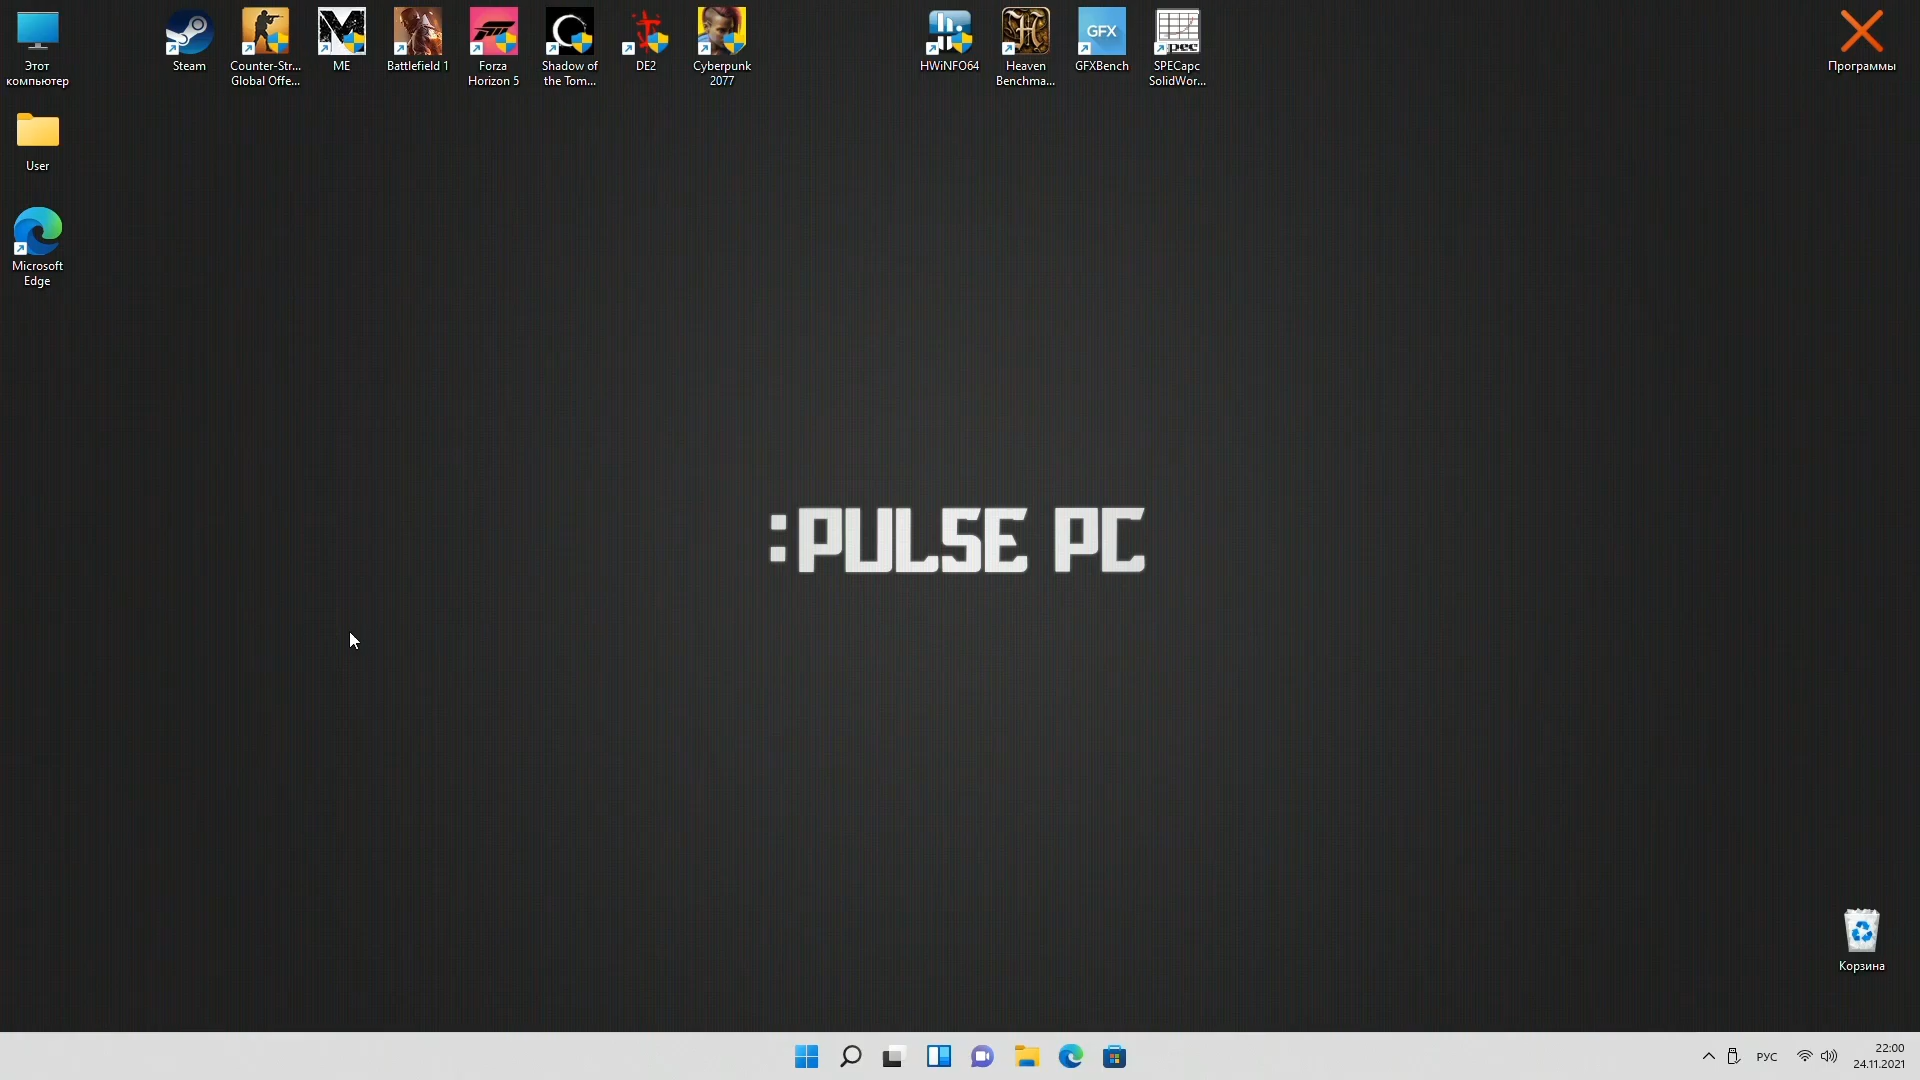 Этот
компьютер
Steam
Counter-Str...
Global Offe...
ME
Battlefield 1
Forza
Horizon 5
Shadow of
the Tom...
DE2
Cyberpunk
2077
HWiNFO64
Heaven
Benchma...
GFX
GFXBench
spec
SPECapc
SolidWor...
Программы
User
Microsoft
Edge
:PULSE PC
Корзина
РУС
22:00
24.11.2021